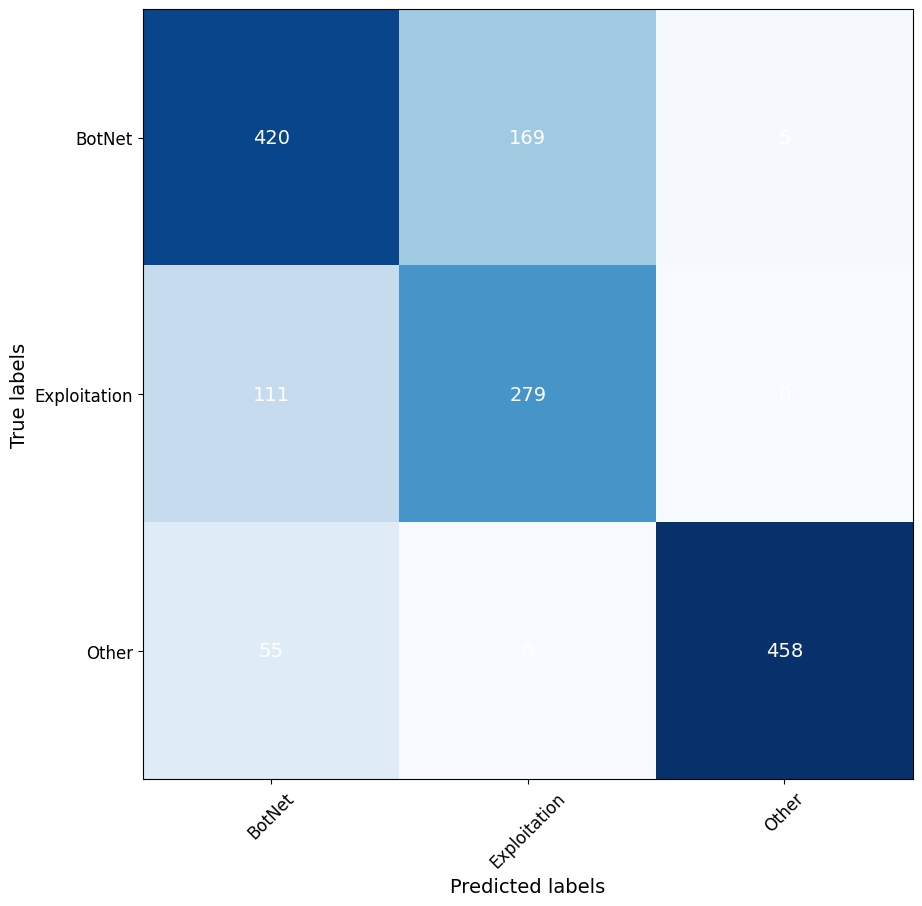 True labels
BotNet
420 169 5
Exploitation
111 279 0
Other
55 0 458
BotNet Exploitation Other
Predicted labels